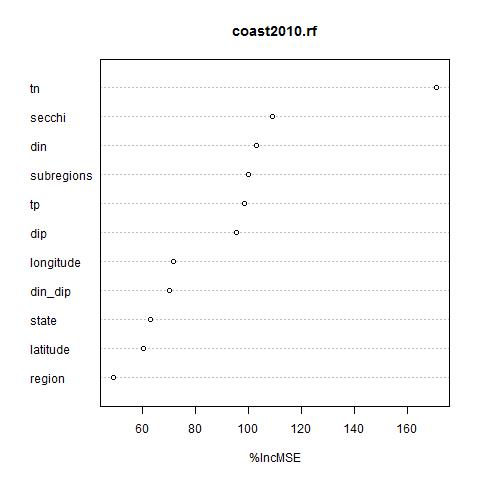 coast2010.rf
tn
secchi
din
subregions
tp
dip
longitude
din_dip
state
latitude
region
60 80 100 120 140 160
%IncMSE